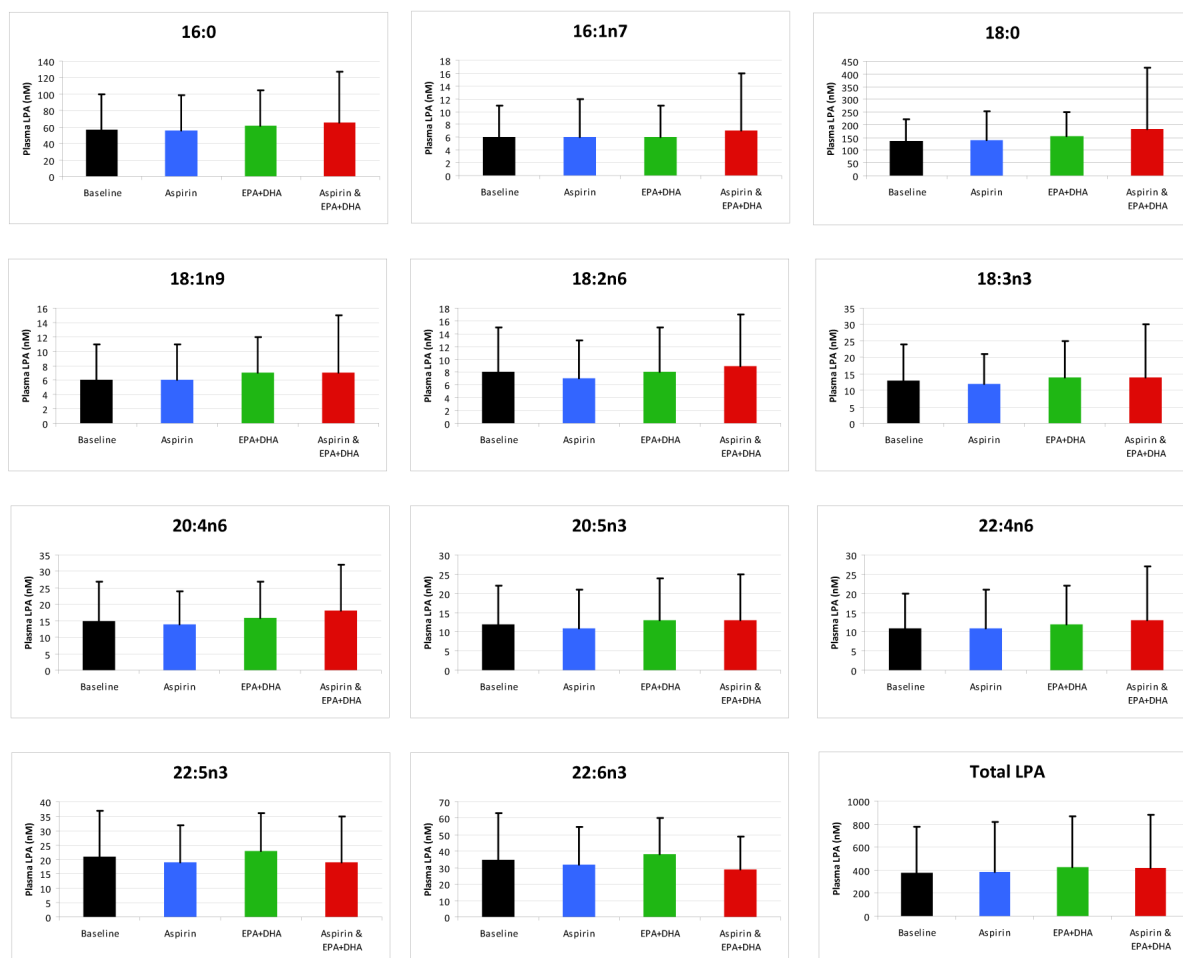 16:0
Plasma LPA (nM)
140
120
100
80
60
40
20
0
Baseline
Aspirin
EPA+DHA
Aspirin &
EPA+DHA
16:1n7
Plasma LPA (nM)
18
16
14
12
10
8
6
4
2
0
Baseline
Aspirin
EPA+DHA
Aspirin &
EPA+DHA
18:0
Plasma LPA (nM)
450
400
350
300
250
200
150
100
50
0
Baseline
Aspirin
EPA+DHA
Aspirin &
EPA+DHA
18:1n9
Plasma LPA (nM)
16
14
12
10
8
6
4
2
0
Baseline
Aspirin
EPA+DHA
Aspirin &
EPA+DHA
18:2n6
Plasma LPA (nM)
18
16
14
12
10
8
6
4
2
0
Baseline
Aspirin
EPA+DHA
Aspirin &
EPA+DHA
18:3n3
Plasma LPA (nM)
35
30
25
20
15
10
5
0
Baseline
Aspirin
EPA+DHA
Aspirin &
EPA+DHA
20:4n6
Plasma LPA (nM)
35
30
25
20
15
10
5
0
Baseline
Aspirin
EPA+DHA
Aspirin &
EPA+DHA
20:5n3
Plasma LPA (nM)
30
25
20
15
10
5
0
Baseline
Aspirin
EPA+DHA
Aspirin &
EPA+DHA
22:4n6
Plasma LPA (nM)
30
25
20
15
10
5
0
Baseline
Aspirin
EPA+DHA
Aspirin &
EPA+DHA
22:5n3
Plasma LPA (nM)
40
35
30
25
20
15
10
5
0
Baseline
Aspirin
EPA+DHA
Aspirin &
EPA+DHA
22:6n3
Plasma LPA (nM)
70
60
50
40
30
20
10
0
Baseline
Aspirin
EPA+DHA
Aspirin &
EPA+DHA
Total LPA
Plasma LPA (nM)
1000
800
600
400
200
0
Baseline
Aspirin
EPA+DHA
Aspirin &
EPA+DHA